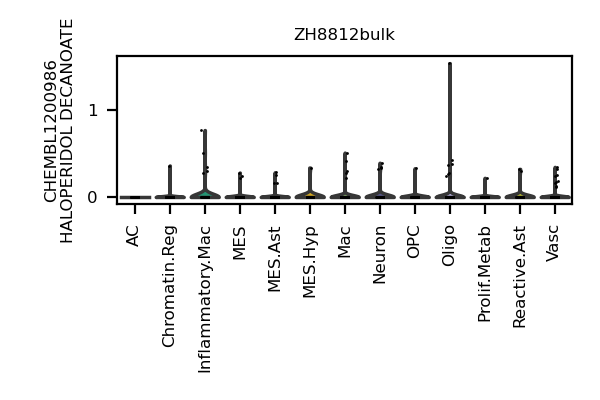 ZH8812bulk
CHEMBL1200986
HALOPERIDOL DECANOATE
1
0
AC
Chromatin.Reg
Inflammatory.Mac
MES
MES.Ast
MES.Hyp
Mac
Neuron
OPC
Oligo
Prolif.Metab
Reactive.Ast
Vasc